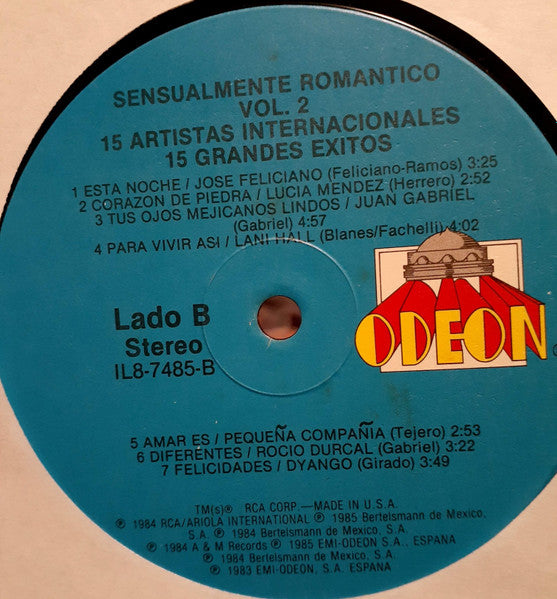 SENSUALMENTE ROMANTICO
VOL. 2
15 ARTISTAS INTERNACIONALES
15 GRANDES EXITOS
1 ESTA NOCHE / JOSE FELICIANO (Feliciano-Ramos) 3:25
2 CORAZON DE PIEDRA / LUCIA MENDEZ (Herrero) 2:52
3 TUS OJOS MEJICANOS LINDOS / JUAN GABRIEL
(Gabriel) 4:57
4 PARA VIVIR ASI / LANI HALL (Blanes/Fachelli) 4:02
ODEON
Lado B
Stereo
IL8-7485-B
5 AMAR ES / PEQUEÑA COMPAÑIA (Tejero) 2:53
6 DIFERENTES / ROCIO DURCAL (Gabriel) 3:22
7 FELICIDADES / DYANGO (Girado) 3:49
TM(s)® RCA CORP.—MADE IN U.S.A.
℗ 1984 RCA/ARIOLA INTERNATIONAL ℗ 1985 Bertelsmann de Mexico,
S.A. ℗ 1984 Bertelsmann de Mexico, S.A.
℗ 1984 A & M Records ℗ 1985 EMI-ODEON S.A., ESPAÑA
℗ 1984 Bertelsmann de Mexico, S.A.
℗ 1983 EMI-ODEON, S.A. ESPAÑA